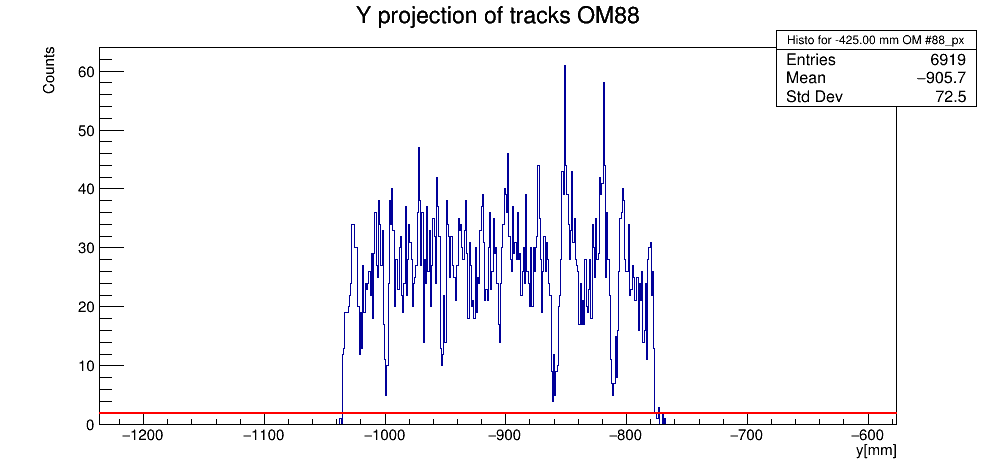 Y projection of tracks OM88
Histo for -425.00 mm OM #88_px
Entries 6919
Mean −905.7
Std Dev 72.5
Counts
60
50
40
30
20
10
0
−1200 −1100 −1000 −900 −800 −700 −600
y[mm]